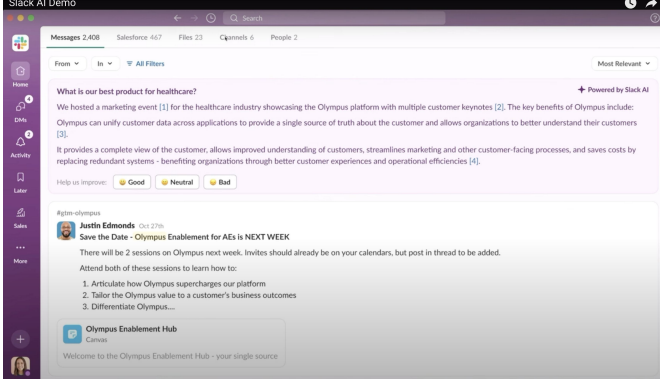 Slack AI Demo
Search
Messages 2,408 Salesforce 467 Files 23 Channels 6 People 2
From In All Filters Most Relevant
Home
DMs 4
Activity 2
Later
Sales
More
What is our best product for healthcare? Powered by Slack AI
We hosted a marketing event [1] for the healthcare industry showcasing the Olympus platform with multiple customer keynotes [2]. The key benefits of Olympus include:
Olympus can unify customer data across applications to provide a single source of truth about the customer and allows organizations to better understand their customers
[3].
It provides a complete view of the customer, allows improved understanding of customers, streamlines marketing and other customer-facing processes, and saves costs by
replacing redundant systems - benefiting organizations through better customer experiences and operational efficiencies [4].
Help us improve: Good Neutral Bad
#gtm-olympus
Justin Edmonds Oct 27th
Save the Date - Olympus Enablement for AEs is NEXT WEEK
There will be 2 sessions on Olympus next week. Invites should already be on your calendars, but post in thread to be added.
Attend both of these sessions to learn how to:
1. Articulate how Olympus supercharges our platform
2. Tailor the Olympus value to a customer's business outcomes
3. Differentiate Olympus....
Olympus Enablement Hub
Canvas
Welcome to the Olympus Enablement Hub - your single source